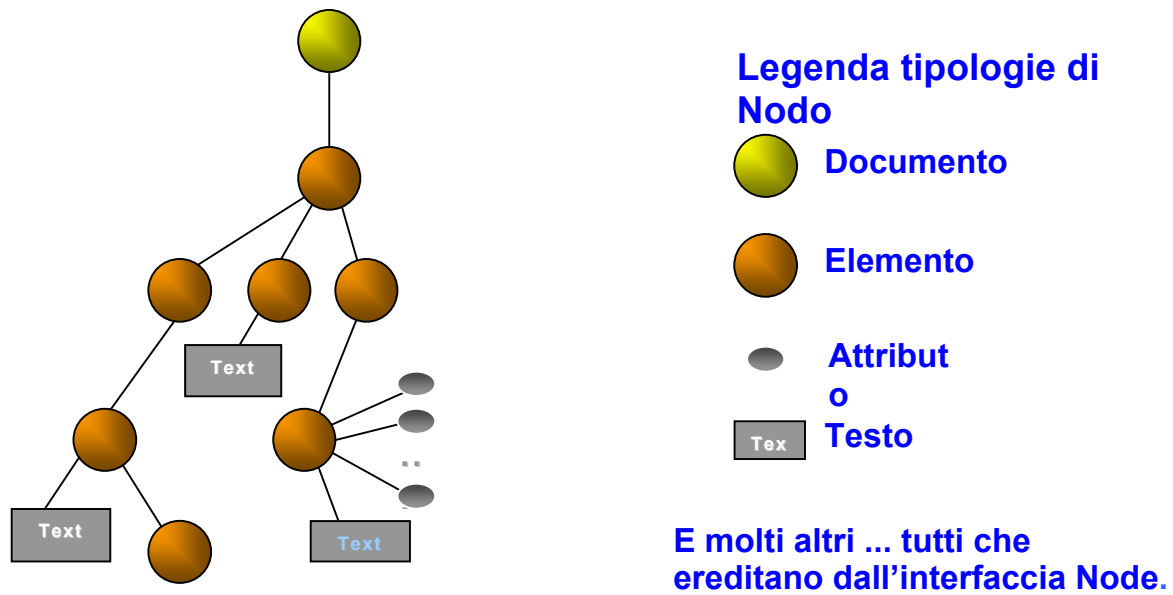 Legenda tipologie di
Nodo
Documento
Elemento
Attribut
o
Tex
Testo
Text
Text
Text
E molti altri ... tutti che
ereditano dall'interfaccia Node.